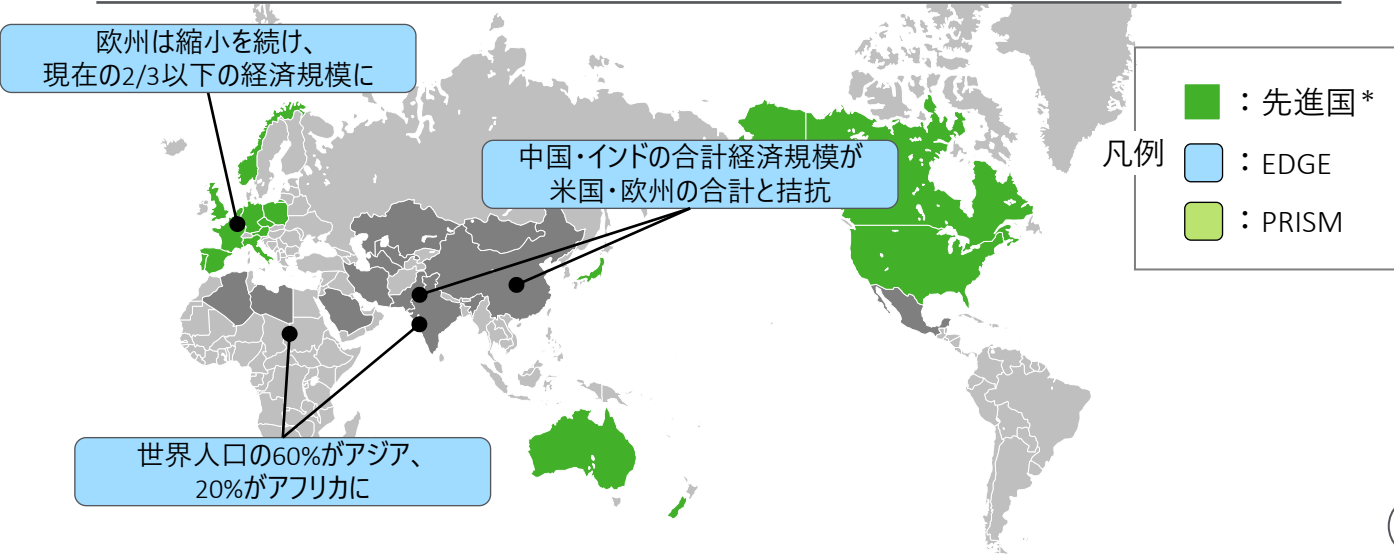 欧州は縮小を続け、
現在の2/3以下の経済規模に
中国・インドの合計経済規模が
米国・欧州の合計と拮抗
世界人口の60%がアジア、
20%がアフリカに
凡例
：先進国*
：EDGE
：PRISM